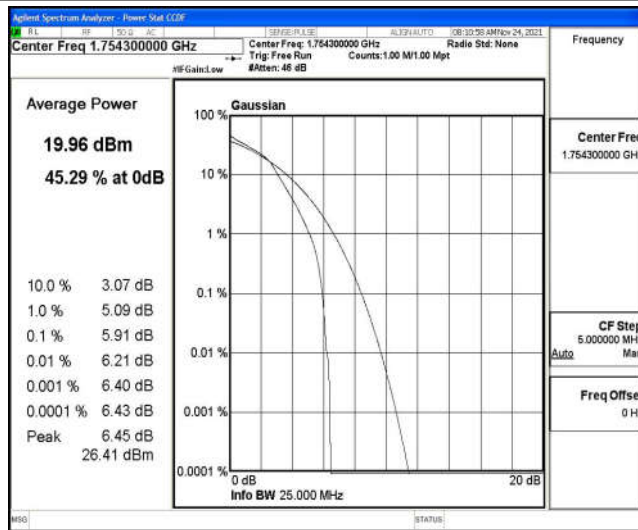 Agilent Spectrum Analyzer - Power Stat CCDF
RL RF 50 Ω AC SENSE:PULSE ALIGNAUTO 08:10:58 AM Nov 24, 2021
Center Freq 1.754300000 GHz
Center Freq: 1.754300000 GHz Radio Std: None
Trig: Free Run Counts:1.00 M/1.00 Mpt
#IFGain:Low #Atten: 46 dB
Frequency
Average Power
19.96 dBm
45.29 % at 0dB
10.0 % 3.07 dB
1.0 % 5.09 dB
0.1 % 5.91 dB
0.01 % 6.21 dB
0.001 % 6.40 dB
0.0001 % 6.43 dB
Peak 6.45 dB
26.41 dBm
Gaussian
100 %
10 %
1 %
0.1 %
0.01 %
0.001 %
0.0001 %
0 dB 20 dB
Info BW 25.000 MHz
Center Fre
1.754300000 GH
CF Step
5.000000 MH
Auto Ma
Freq Offse
0 H
MSG STATUS